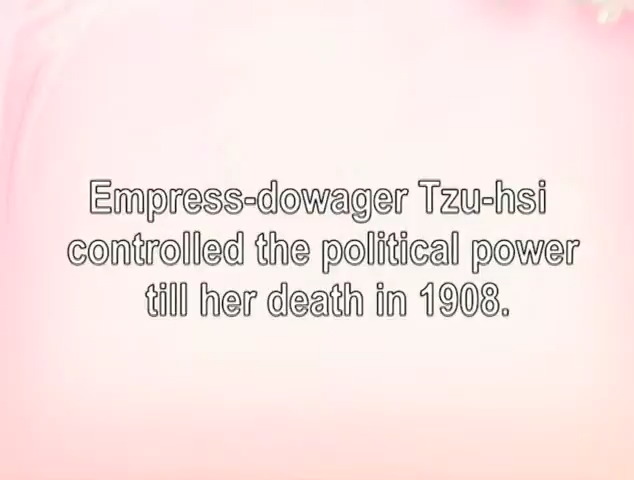 Empress-dowager Tzu-hsi
controlled the political power
till her death in 1908.